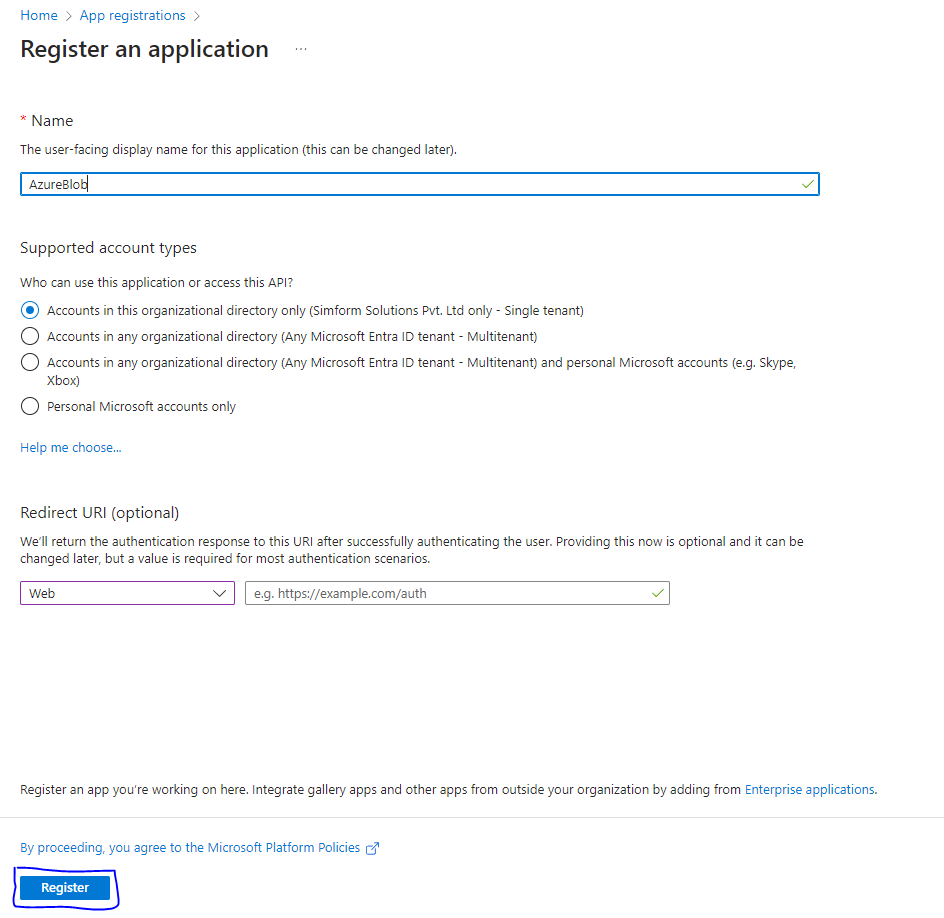 Home > App registrations >
Register an application ...
* Name
The user-facing display name for this application (this can be changed later).
AzureBlob
Supported account types
Who can use this application or access this API?
Accounts in this organizational directory only (Simform Solutions Pvt. Ltd only - Single tenant)
Accounts in any organizational directory (Any Microsoft Entra ID tenant - Multitenant)
Accounts in any organizational directory (Any Microsoft Entra ID tenant - Multitenant) and personal Microsoft accounts (e.g. Skype,
Xbox)
Personal Microsoft accounts only
Help me choose...
Redirect URI (optional)
We'll return the authentication response to this URI after successfully authenticating the user. Providing this now is optional and it can be
changed later, but a value is required for most authentication scenarios.
Web e.g. https://example.com/auth
Register an app you're working on here. Integrate gallery apps and other apps from outside your organization by adding from Enterprise applications.
By proceeding, you agree to the Microsoft Platform Policies
Register